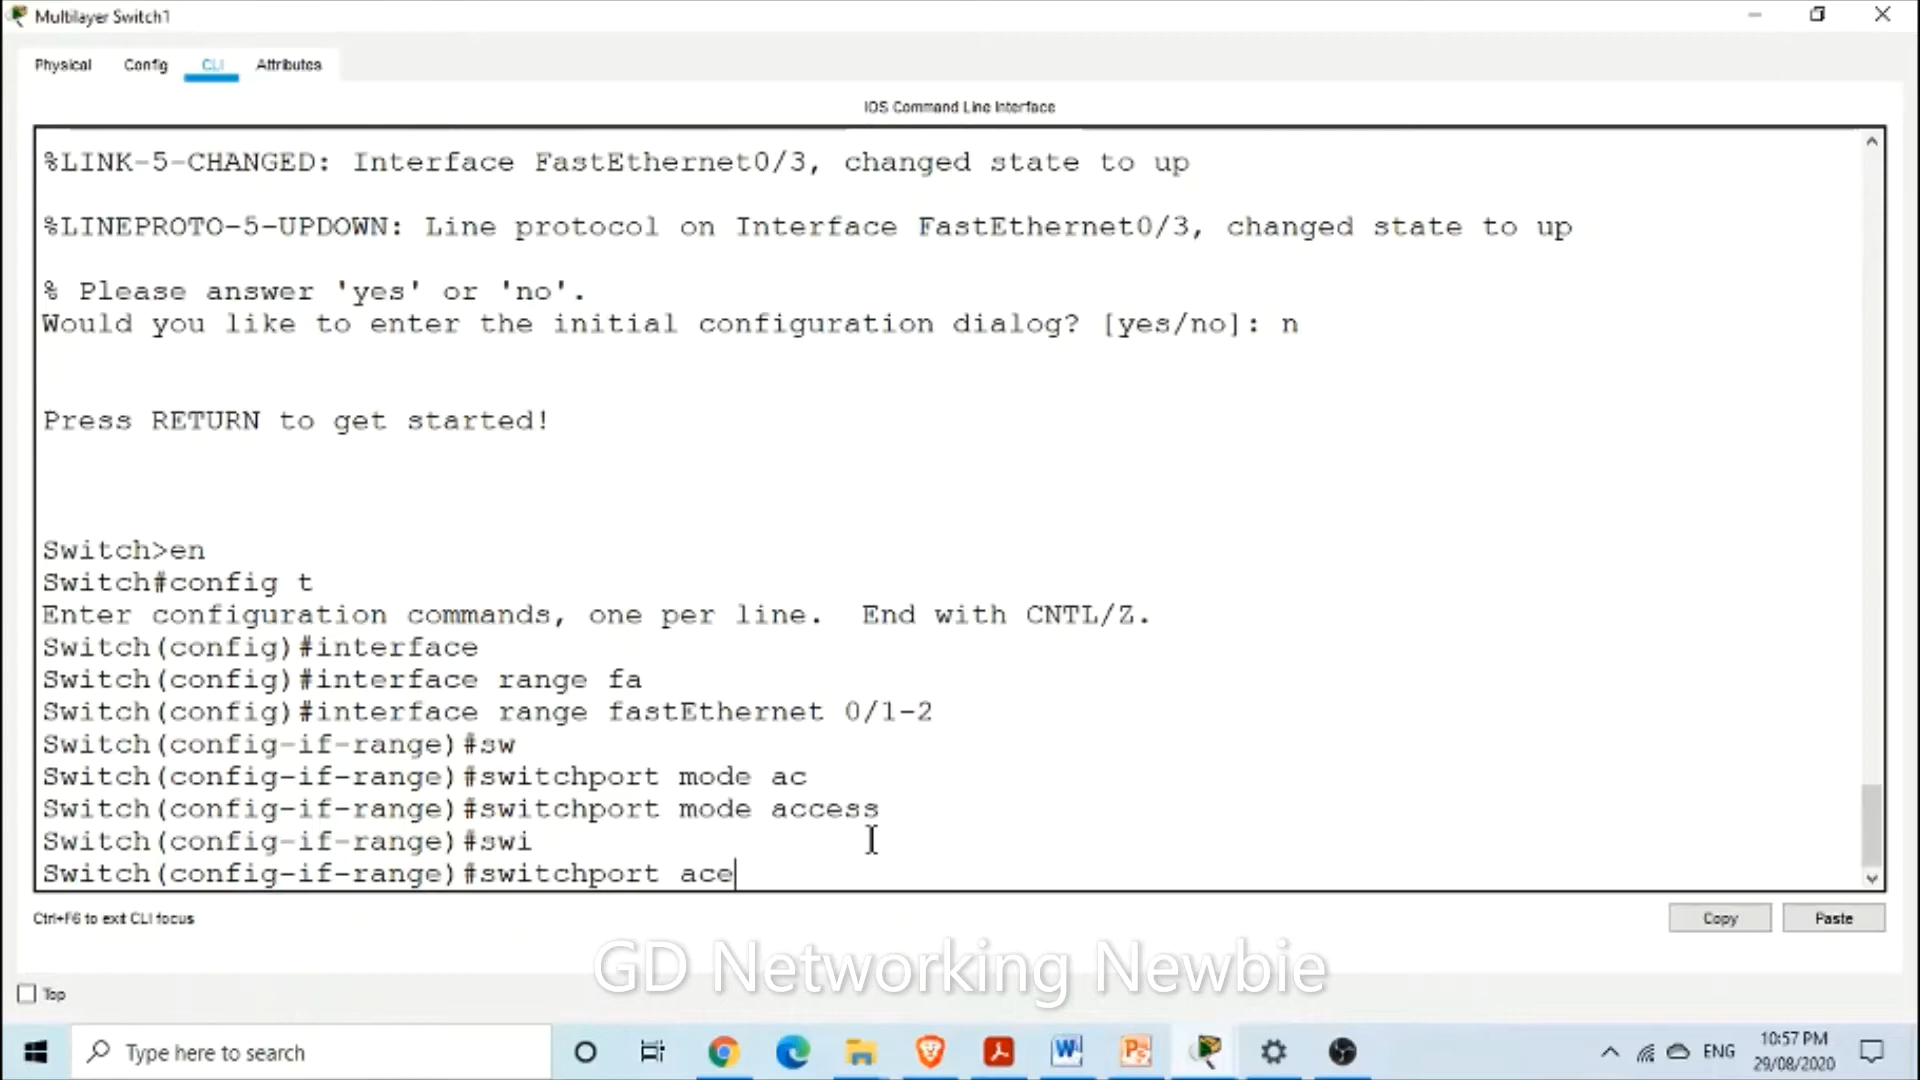 Multilayer Switch1
Physical Config CLI Attributes
IOS Command Line Interface
%LINK-5-CHANGED: Interface FastEthernet0/3, changed state to up
%LINEPROTO-5-UPDOWN: Line protocol on Interface FastEthernet0/3, changed state to up
% Please answer 'yes' or 'no'.
Would you like to enter the initial configuration dialog? [yes/no]: n
Press RETURN to get started!
Switch>en
Switch#config t
Enter configuration commands, one per line.  End with CNTL/Z.
Switch(config)#interface
Switch(config)#interface range fa
Switch(config)#interface range fastEthernet 0/1-2
Switch(config-if-range)#sw
Switch(config-if-range)#switchport mode ac
Switch(config-if-range)#switchport mode access
Switch(config-if-range)#swi
Switch(config-if-range)#switchport ace
Ctrl+F6 to exit CLI focus
Copy Paste
GD Networking Newbie
Top
Type here to search
ENG
10:57 PM
29/08/2020